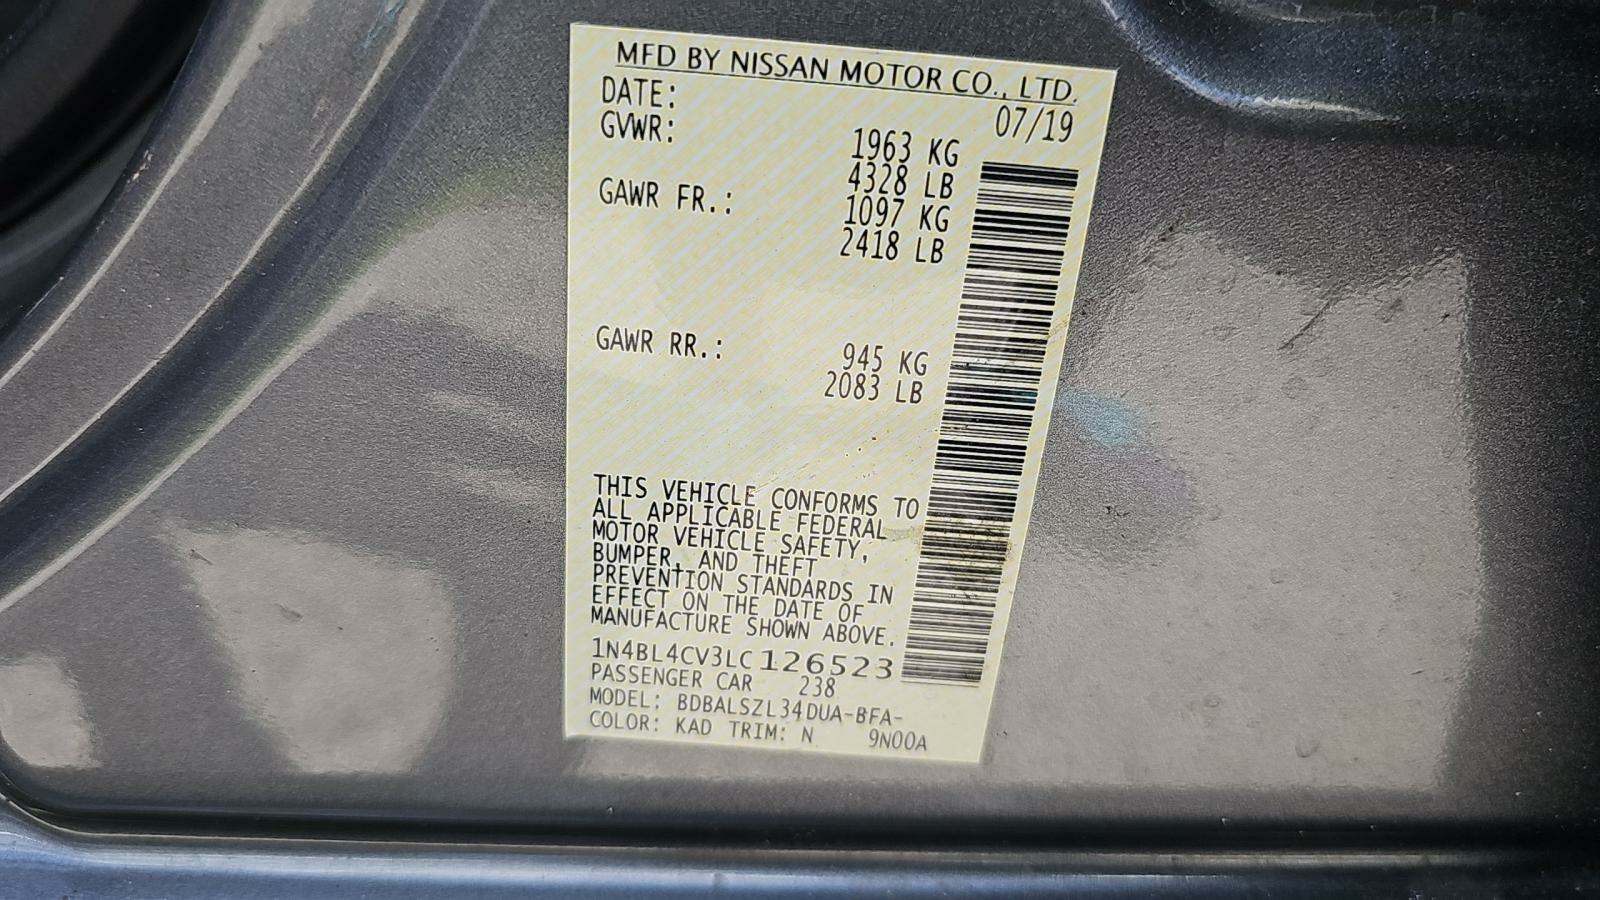 MFD BY NISSAN MOTOR CO., LTD.
DATE: 07/19
GVWR: 1963 KG
4328 LB
GAWR FR.: 1097 KG
2418 LB
GAWR RR.: 945 KG
2083 LB
THIS VEHICLE CONFORMS TO
ALL APPLICABLE FEDERAL
MOTOR VEHICLE SAFETY,
BUMPER, AND THEFT
PREVENTION STANDARDS IN
EFFECT ON THE DATE OF
MANUFACTURE SHOWN ABOVE.
1N4BL4CV3LC126523
PASSENGER CAR 238
MODEL: BDBALSZL34DUA-BFA-
COLOR: KAD TRIM: N 9N00A